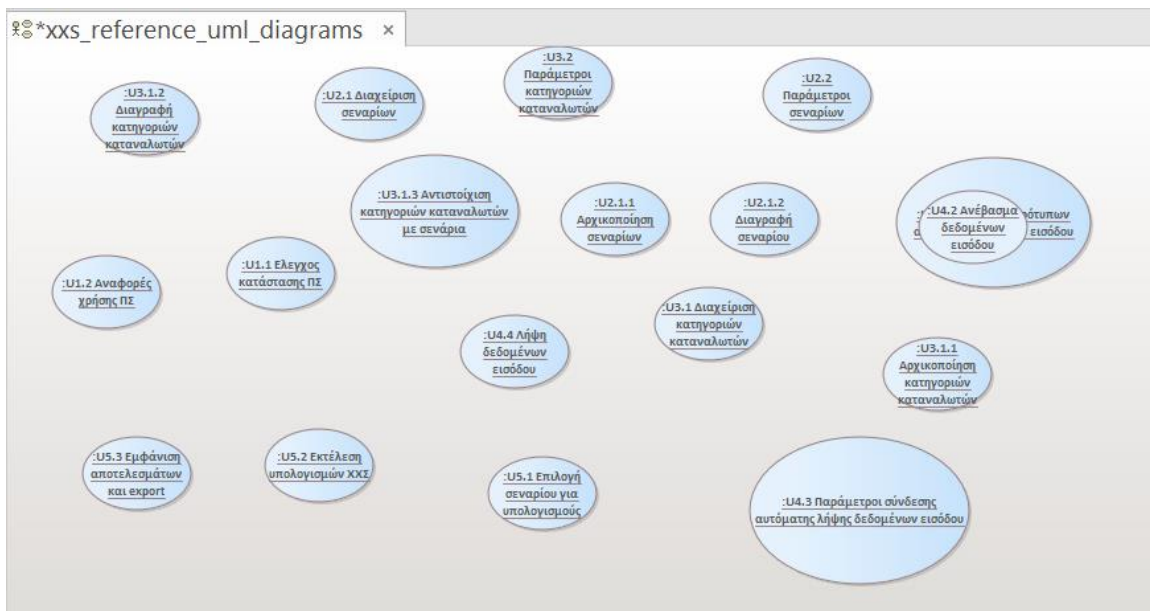 *xxs_reference_uml_diagrams ×
:U3.1.2
Διαγραφή
κατηγοριών
καταναλωτών
:U2.1 Διαχείριση
σεναρίων
:U3.2
Παράμετροι
κατηγοριών
καταναλωτών
:U2.2
Παράμετροι
σεναρίων
:U3.1.3 Αντιστοίχιση
κατηγοριών καταναλωτών
με σενάρια
:U2.1.1
Αρχικοποίηση
σεναρίων
:U2.1.2
Διαγραφή
σεναρίου
:U4.2 Ανέβασμα
δεδομένων
εισόδου
εισόδου
:U1.2 Αναφορές
χρήσης ΠΣ
:U1.1 Ελεγχος
κατάστασης ΠΣ
:U4.4 Λήψη
δεδομένων
εισόδου
:U3.1 Διαχείριση
κατηγοριών
καταναλωτών
:U3.1.1
Αρχικοποίηση
κατηγοριών
καταναλωτών
:U5.3 Εμφάνιση
αποτελεσμάτων
και export
:U5.2 Εκτέλεση
υπολογισμών ΧΧΣ
:U5.1 Επιλογή
σεναρίου για
υπολογισμούς
:U4.3 Παράμετροι σύνδεσης
αυτόματης λήψης δεδομένων εισόδου